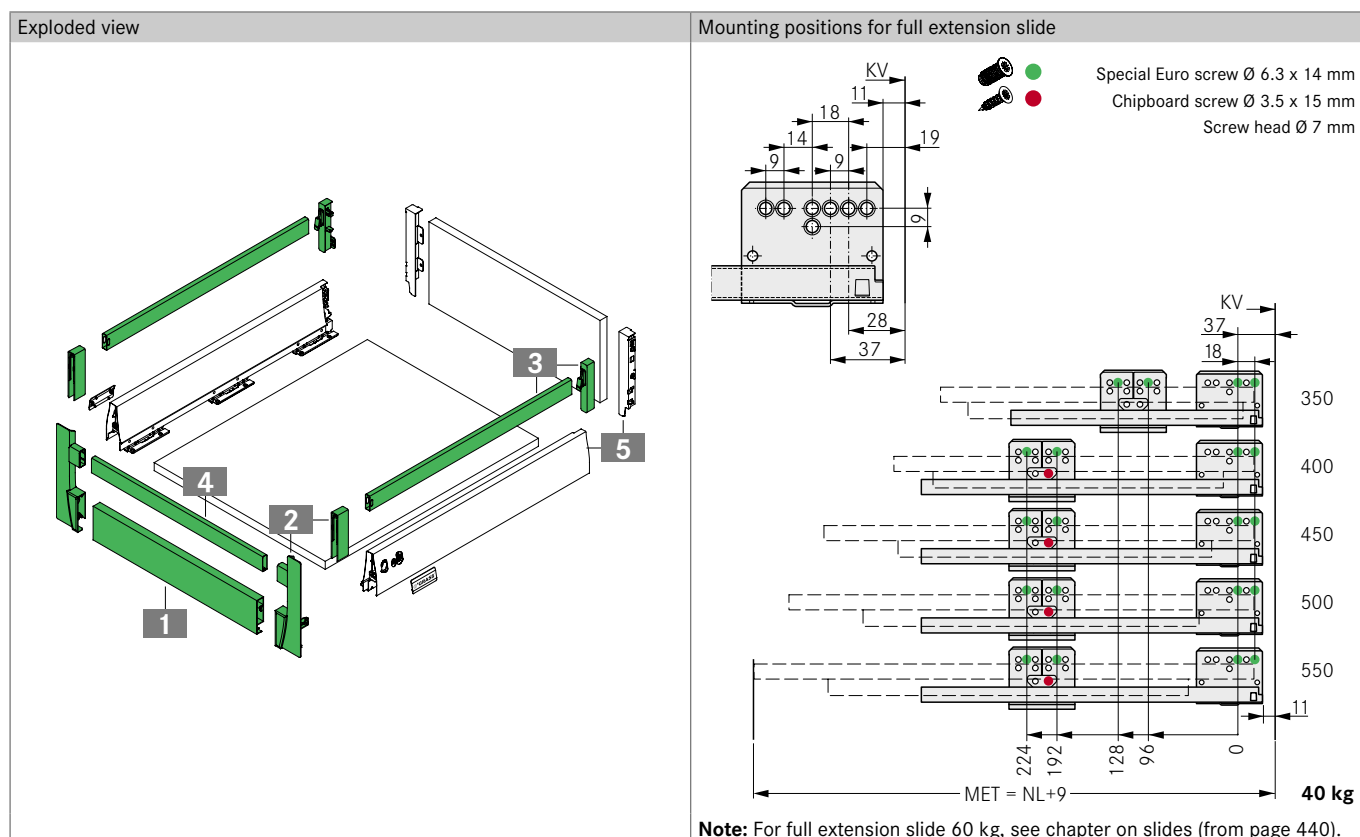 Exploded view
3
5
4
2
1
GRASS
Mounting positions for full extension slide
Special Euro screw Ø 6.3 x 14 mm
Chipboard screw Ø 3.5 x 15 mm
Screw head Ø 7 mm
KV
11
18
14
19
9
9
9
28
37
KV
37
18
350
400
450
500
550
11
224
192
128
96
0
MET = NL+9
40 kg
Note: For full extension slide 60 kg, see chapter on slides (from page 440).